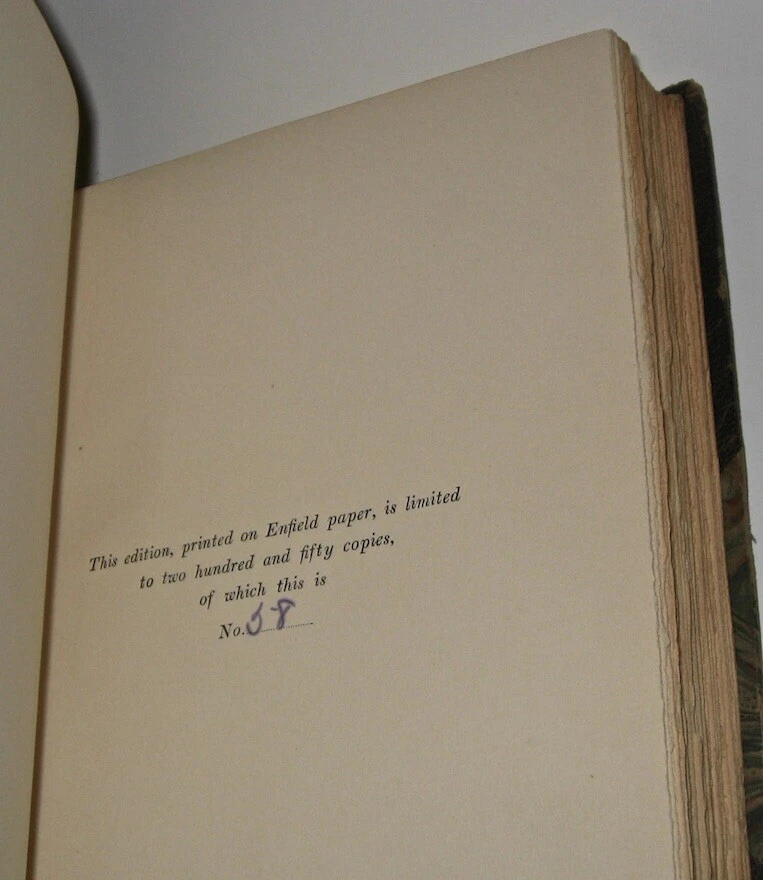 This edition, printed on Enfield paper, is limited
to two hundred and fifty copies,
of which this is
No.